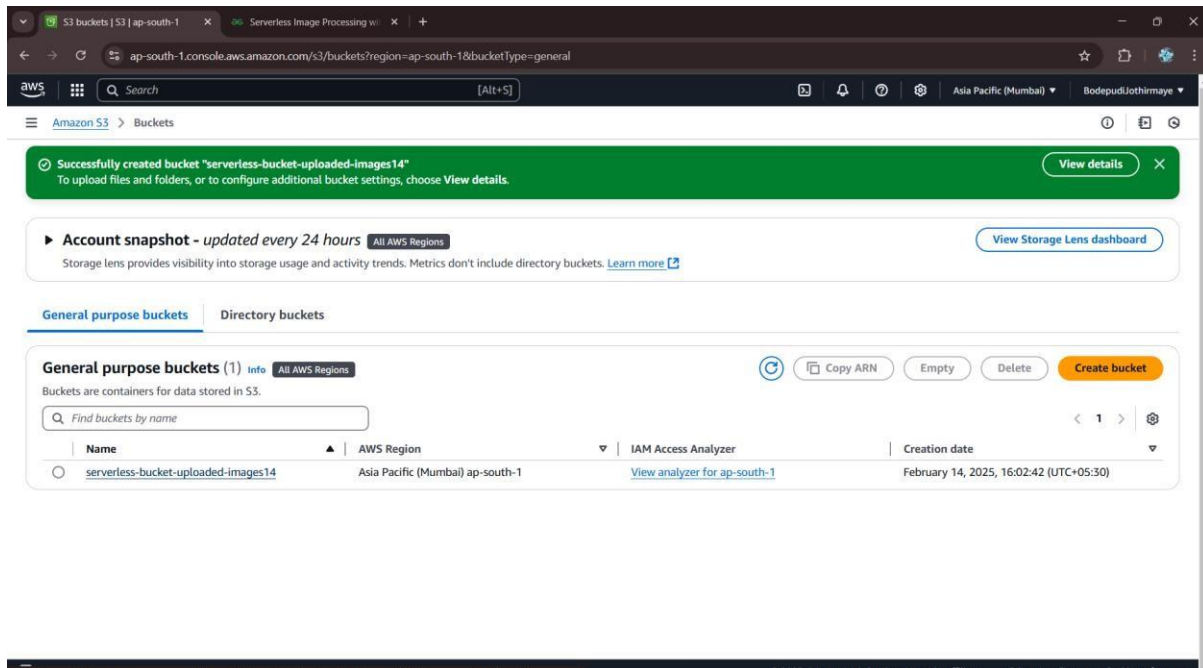 S3 buckets | S3 | ap-south-1
Serverless Image Processing wi
ap-south-1.console.aws.amazon.com/s3/buckets?region=ap-south-1&bucketType=general
aws Search [Alt+S] Asia Pacific (Mumbai) BodepudiJothirmaye
Amazon S3 > Buckets
Successfully created bucket "serverless-bucket-uploaded-images14" View details
To upload files and folders, or to configure additional bucket settings, choose View details.
Account snapshot - updated every 24 hours All AWS Regions View Storage Lens dashboard
Storage lens provides visibility into storage usage and activity trends. Metrics don't include directory buckets. Learn more
General purpose buckets Directory buckets
General purpose buckets (1) Info All AWS Regions Copy ARN Empty Delete Create bucket
Buckets are containers for data stored in S3.
Find buckets by name < 1 >
Name AWS Region IAM Access Analyzer Creation date
serverless-bucket-uploaded-images14 Asia Pacific (Mumbai) ap-south-1 View analyzer for ap-south-1 February 14, 2025, 16:02:42 (UTC+05:30)